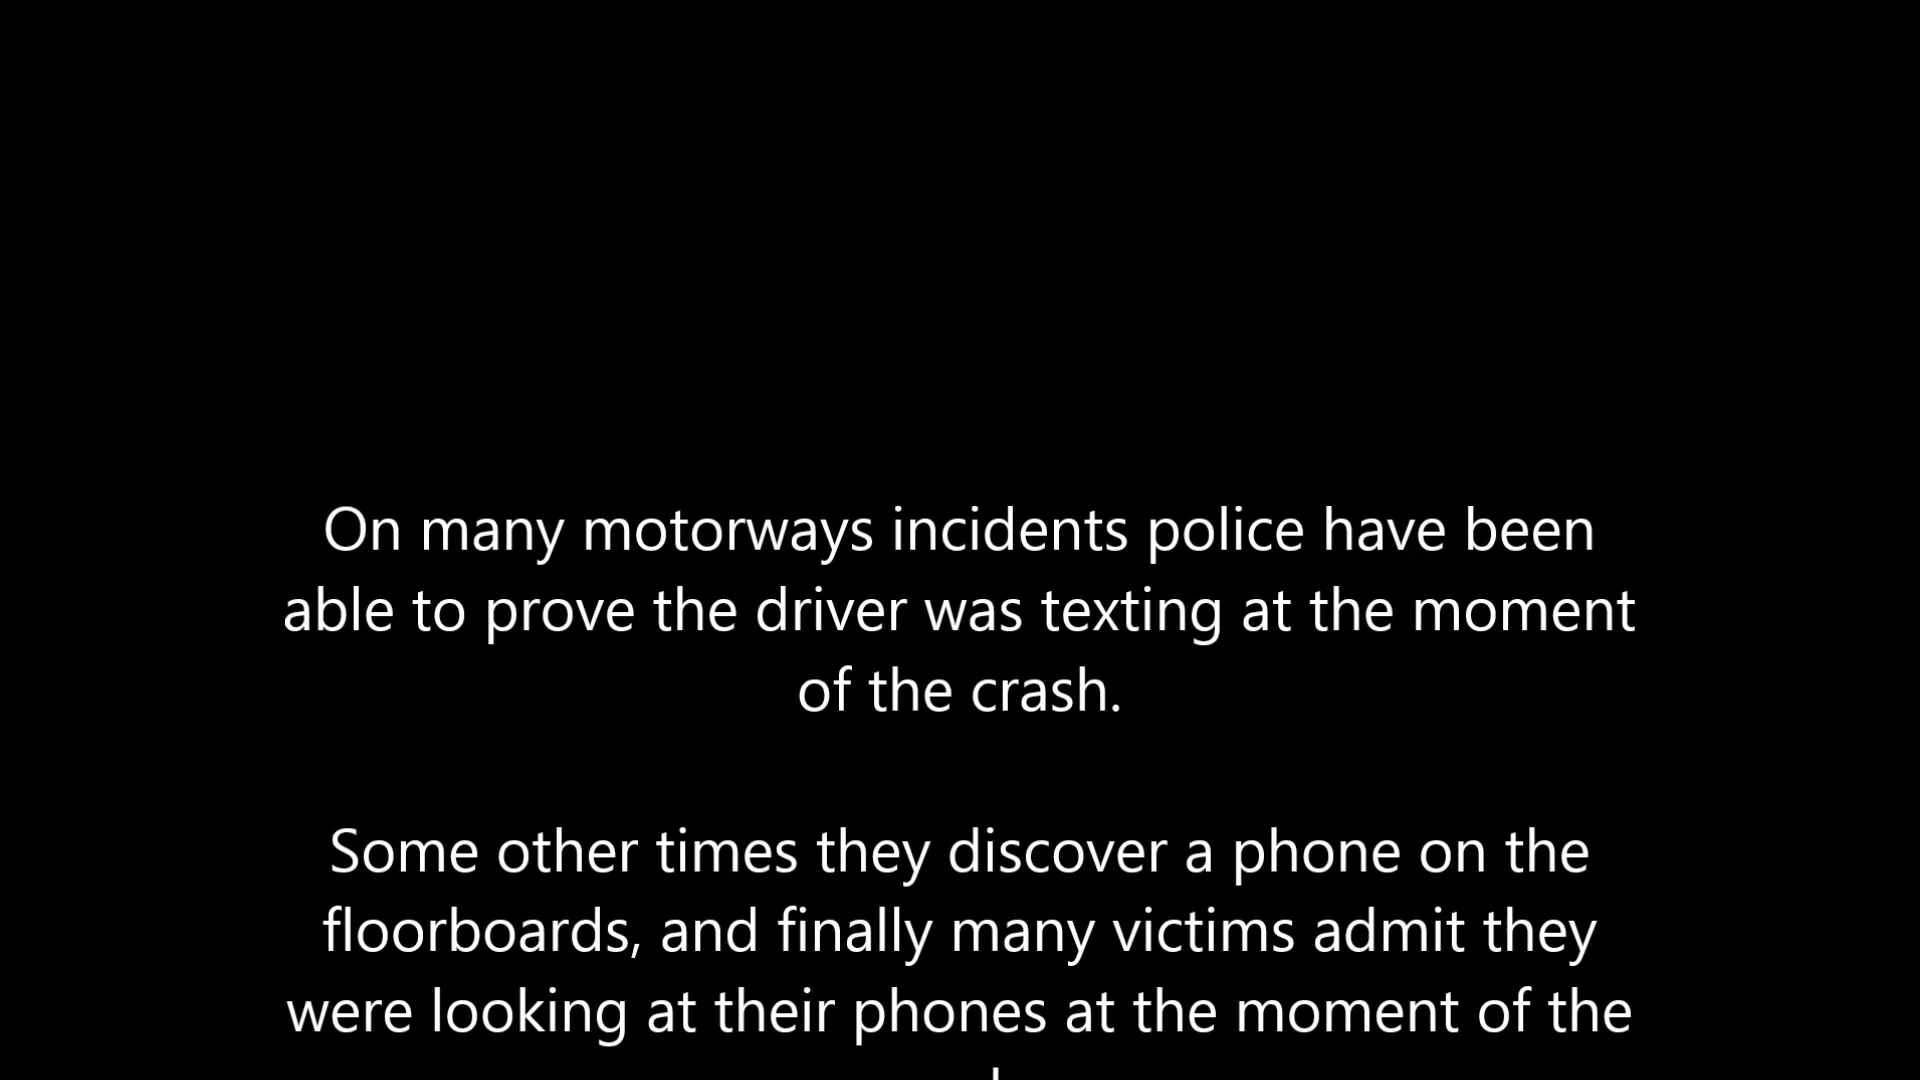 On many motorways incidents police have been
able to prove the driver was texting at the moment
of the crash.
Some other times they discover a phone on the
floorboards, and finally many victims admit they
were looking at their phones at the moment of the